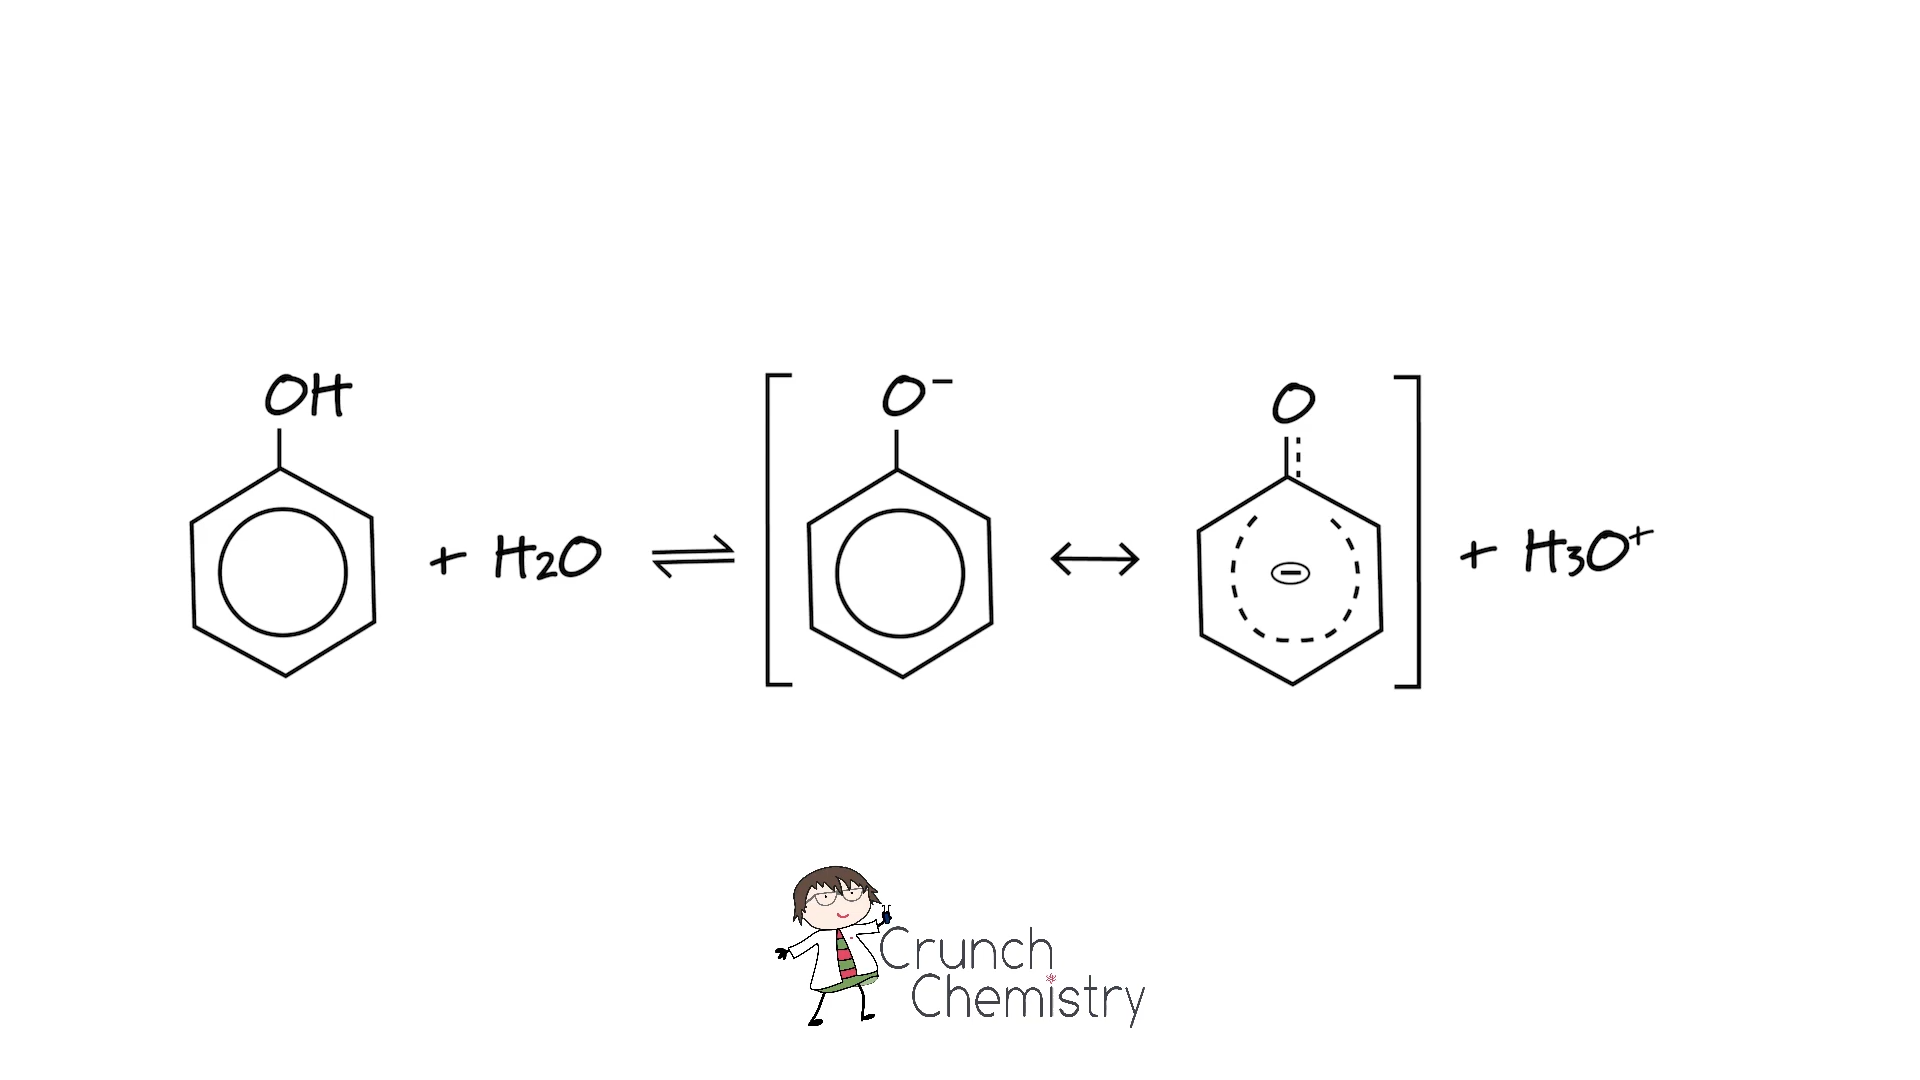 OH
O⁻
O
+ H₂O ⇌
↔
⊖
+ H₃O⁺
Crunch
Chemistry